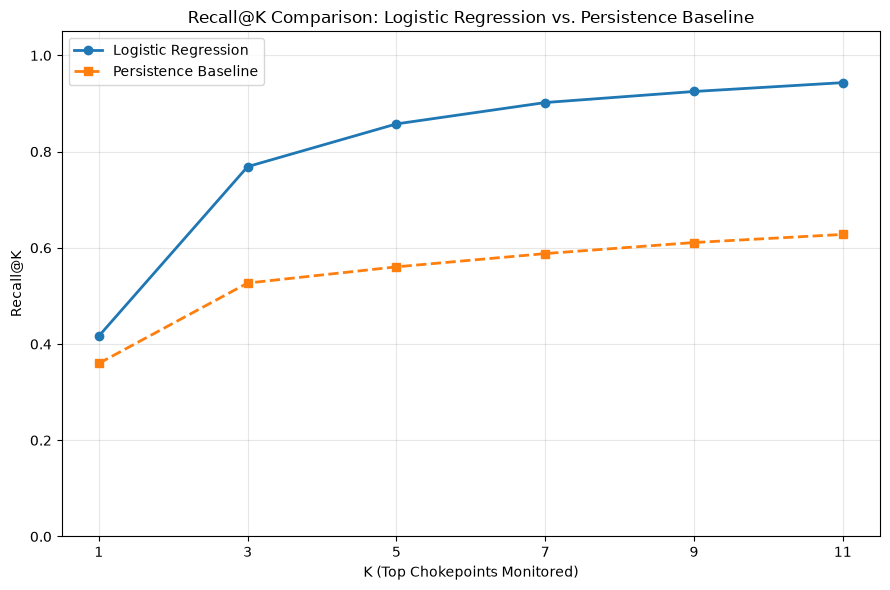 Recall@K Comparison: Logistic Regression vs. Persistence Baseline
Logistic Regression
Persistence Baseline
Recall@K
1.0
0.8
0.6
0.4
0.2
0.0
1 3 5 7 9 11
K (Top Chokepoints Monitored)